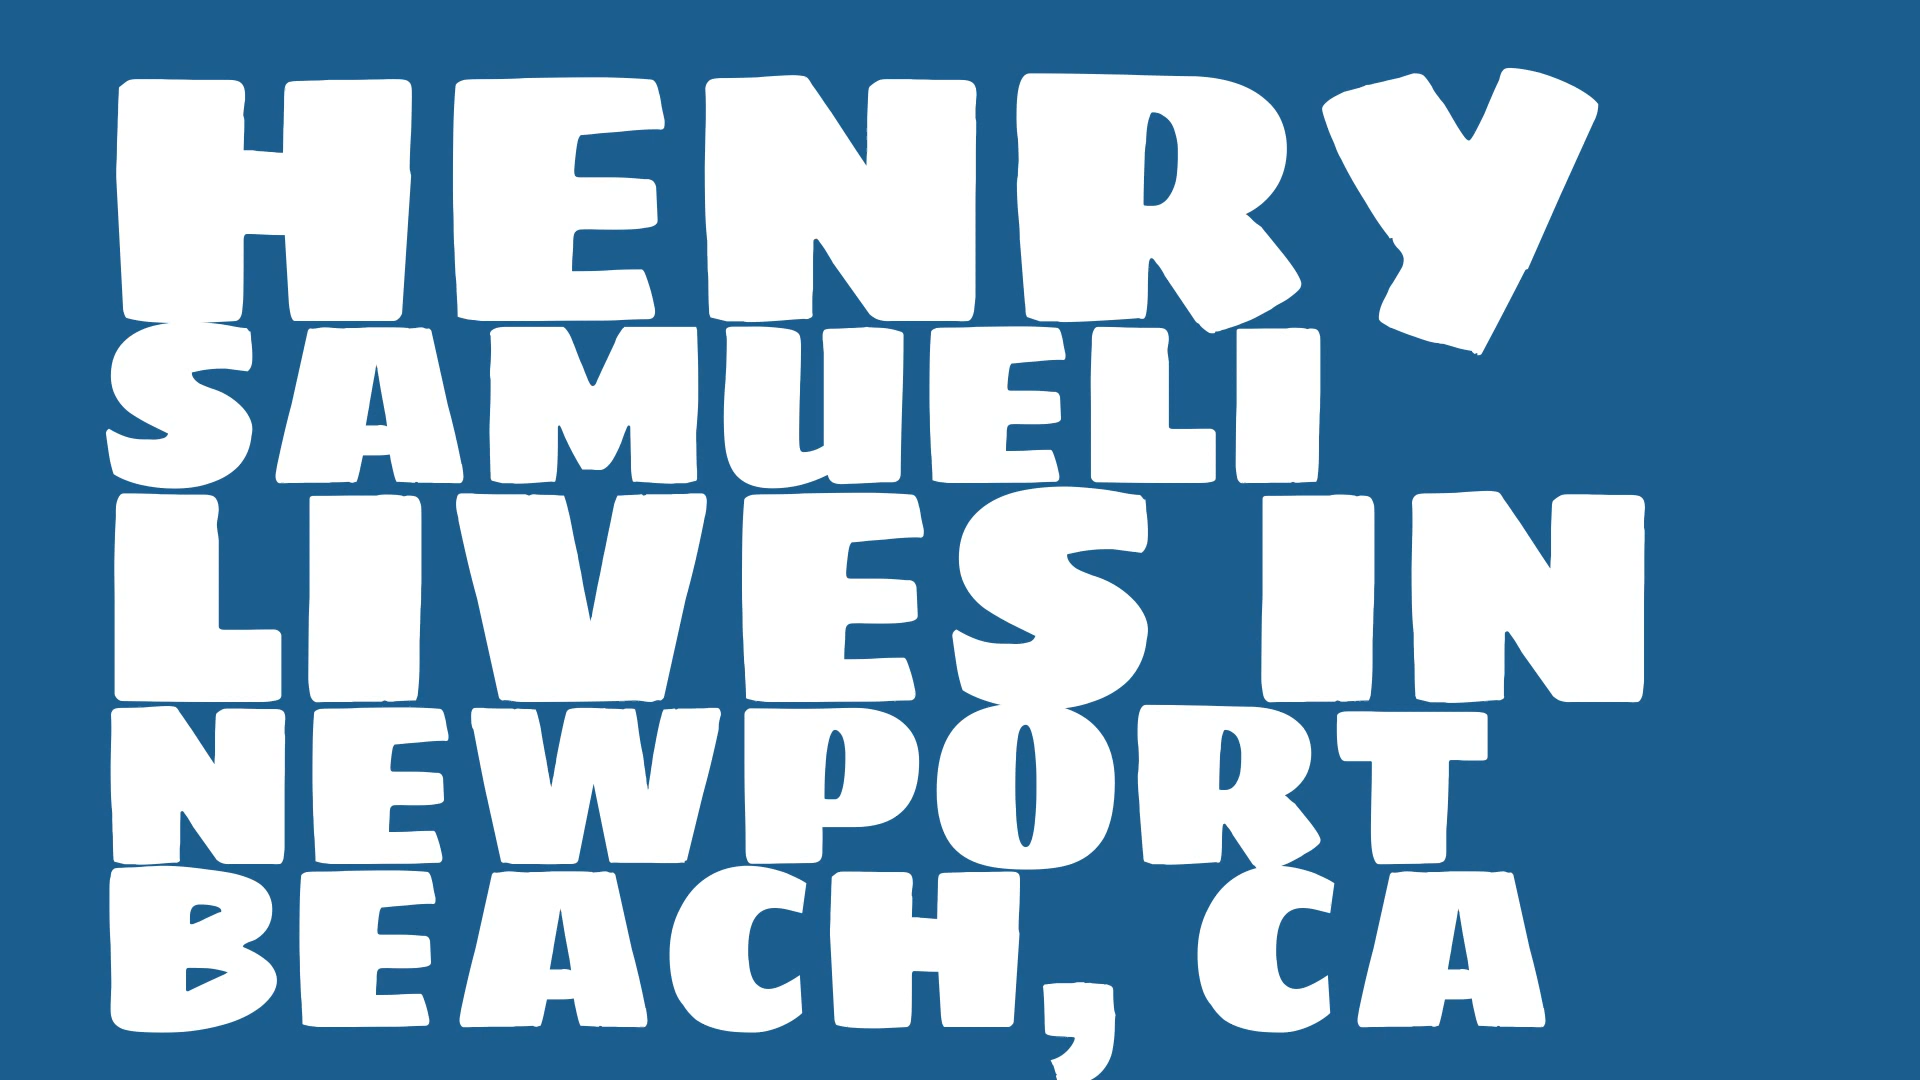 HENRY
SAMUELI
LIVES IN
NEWPORT
BEACH, CA